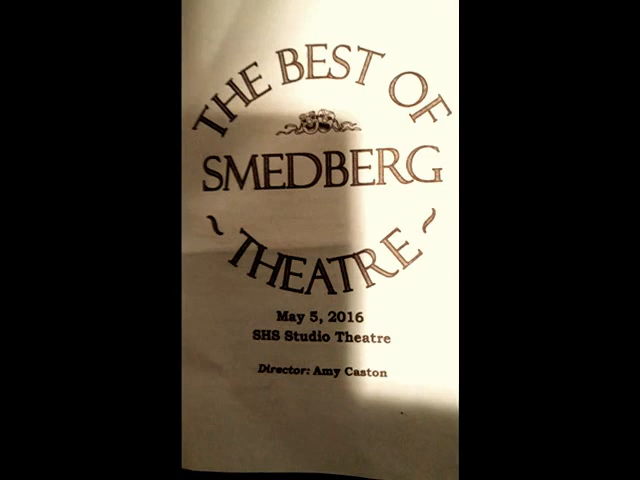 THE BEST OF
SMEDBERG
~ THEATRE ~
May 5, 2016
SHS Studio Theatre
Director: Amy Caston